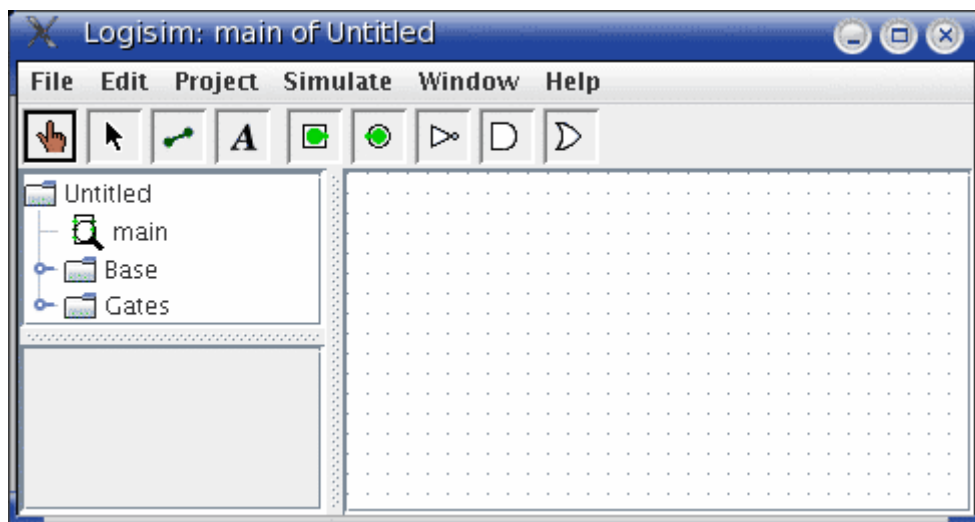 Logisim: main of Untitled
File Edit Project Simulate Window Help
A
Untitled
main
Base
Gates